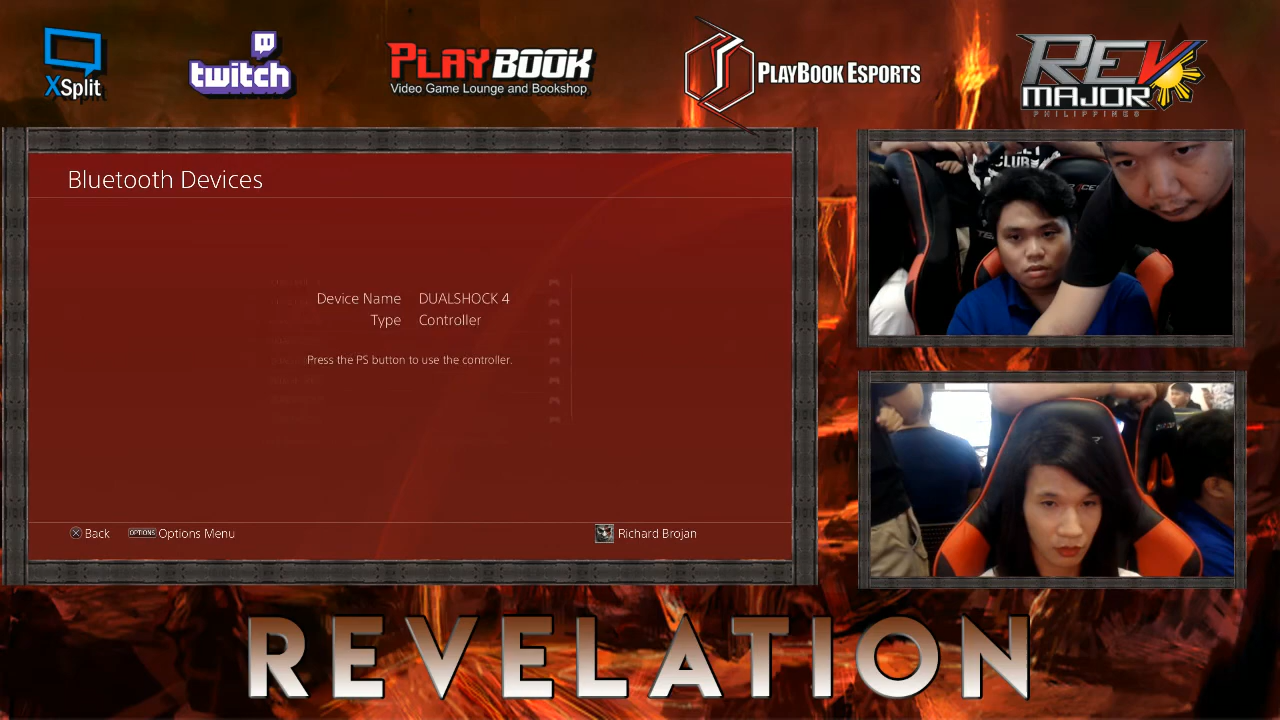 XSplit
twitch
PLAYBOOK
Video Game Lounge and Bookshop
PLAYBOOK ESPORTS
REV
MAJOR
PHILIPPINES
Bluetooth Devices
Device Name DUALSHOCK 4
Type Controller
Press the PS button to use the controller.
Back OPTIONS Options Menu Richard Brojan
CLUB
REVELATION